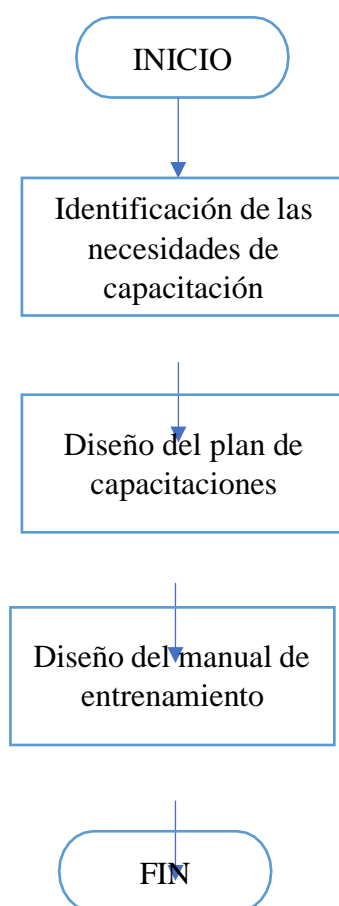 INICIO
Identificación de las
necesidades de
capacitación
Diseño del plan de
capacitaciones
Diseño del manual de
entrenamiento
FIN